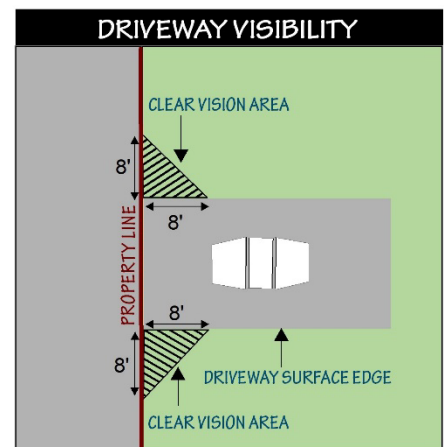 DRIVEWAY VISIBILITY
CLEAR VISION AREA
8'
8'
PROPERTY LINE
8'
8'
DRIVEWAY SURFACE EDGE
CLEAR VISION AREA